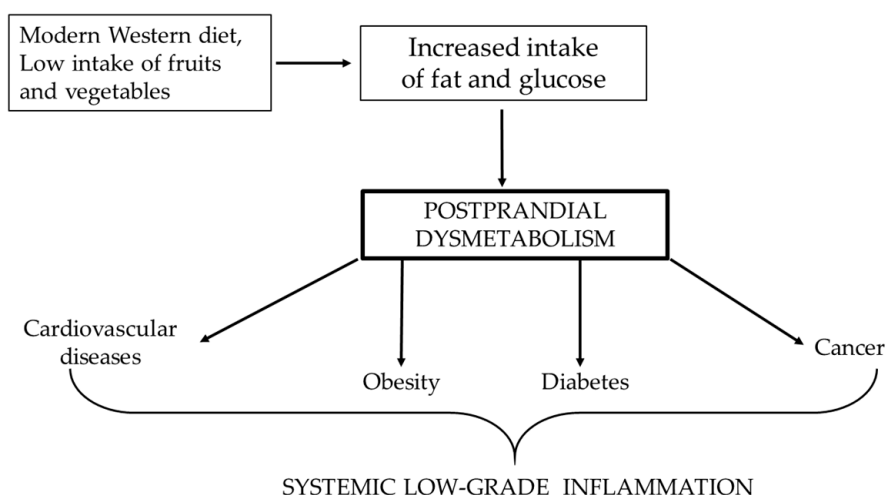 Modern Western diet,
Low intake of fruits
and vegetables
Increased intake
of fat and glucose
POSTPRANDIAL
DYSMETABOLISM
Cardiovascular
diseases
Obesity
Diabetes
Cancer
SYSTEMIC LOW-GRADE INFLAMMATION